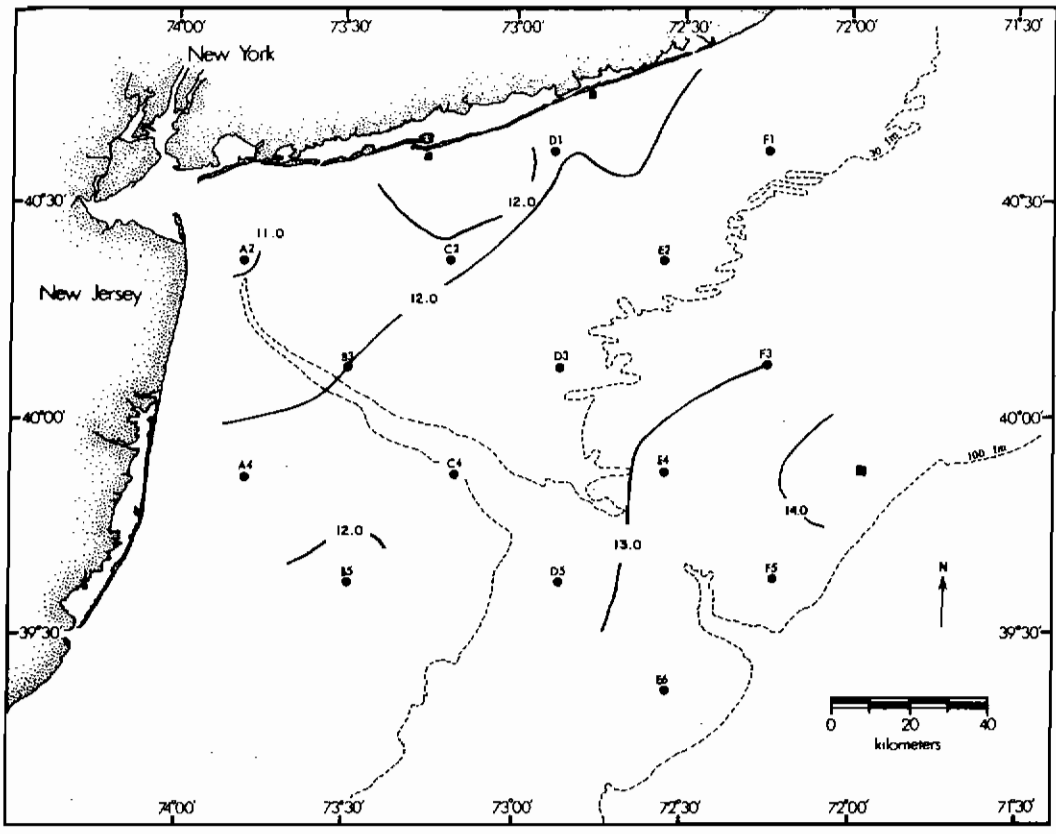 74°00' 73°30' 73°00' 72°30' 72°00' 71°30'
New York
D1 F1
30 fm
40°30' 12.0 40°30'
11.0
A2 C2 E2
New Jersey
12.0
B3 D3 F3
40°00' 40°00'
A4 C4 E4
100 fm
14.0
12.0 13.0
B5 D5 F5
N
39°30' 39°30'
E6
0 20 40
kilometers
74°00' 73°30' 73°00' 72°30' 72°00' 71°30'